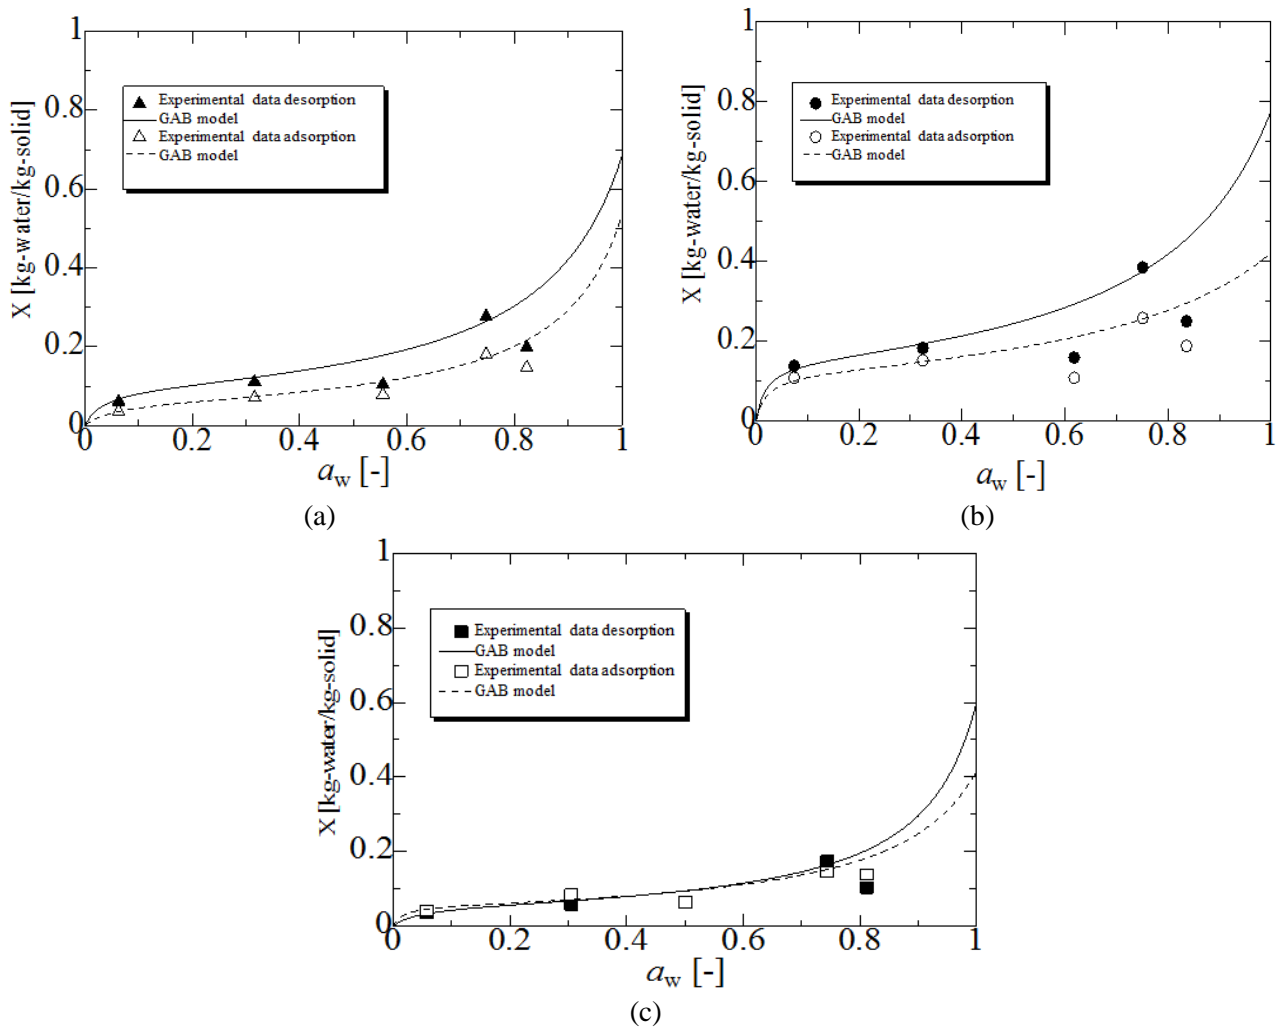 1
0.8
0.6
0.4
0.2
0
X [kg-water/kg-solid]
Experimental data desorption
GAB model
Experimental data adsorption
GAB model
0 0.2 0.4 0.6 0.8 1
aw [-]
(a)
1
0.8
0.6
0.4
0.2
0
X [kg-water/kg-solid]
Experimental data desorption
GAB model
Experimental data adsorption
GAB model
0 0.2 0.4 0.6 0.8 1
aw [-]
(b)
1
0.8
0.6
0.4
0.2
0
X [kg-water/kg-solid]
Experimental data desorption
GAB model
Experimental data adsorption
GAB model
0 0.2 0.4 0.6 0.8 1
aw [-]
(c)